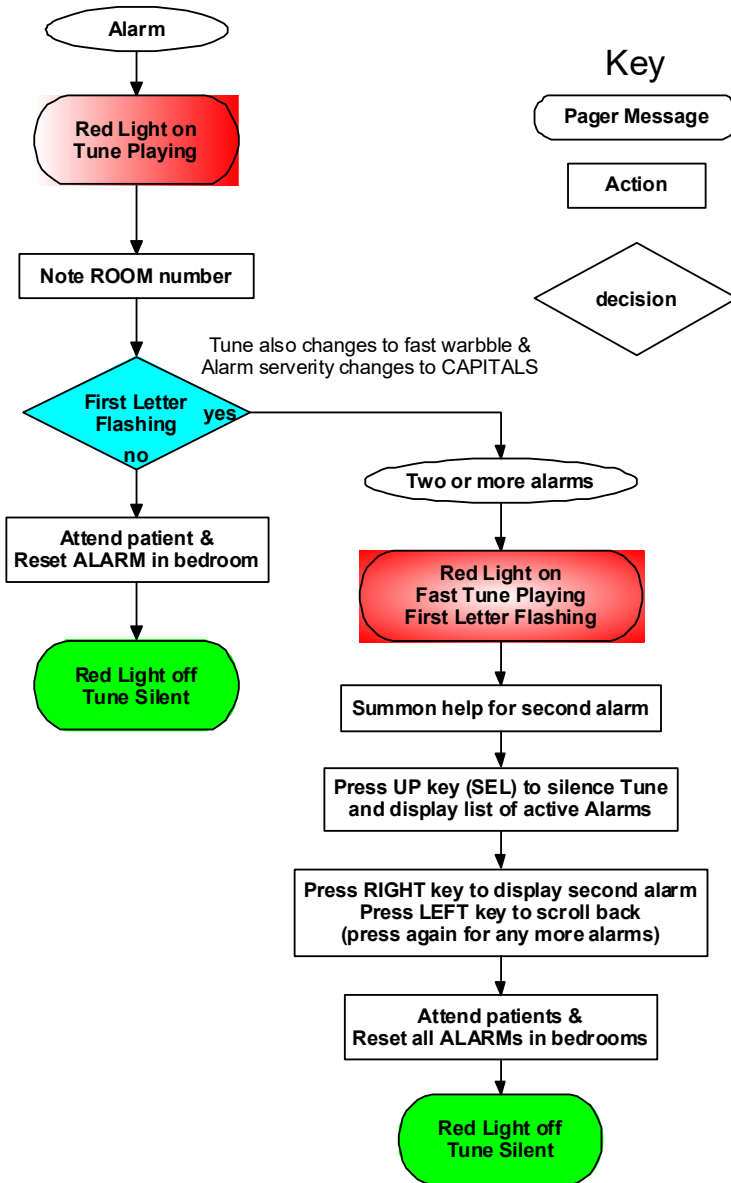 Alarm
Red Light on
Tune Playing
Note ROOM number
Tune also changes to fast warbble &
Alarm serverity changes to CAPITALS
First Letter
Flashing
yes
no
Attend patient &
Reset ALARM in bedroom
Red Light off
Tune Silent
Two or more alarms
Red Light on
Fast Tune Playing
First Letter Flashing
Summon help for second alarm
Press UP key (SEL) to silence Tune
and display list of active Alarms
Press RIGHT key to display second alarm
Press LEFT key to scroll back
(press again for any more alarms)
Attend patients &
Reset all ALARMs in bedrooms
Red Light off
Tune Silent
Key
Pager Message
Action
decision